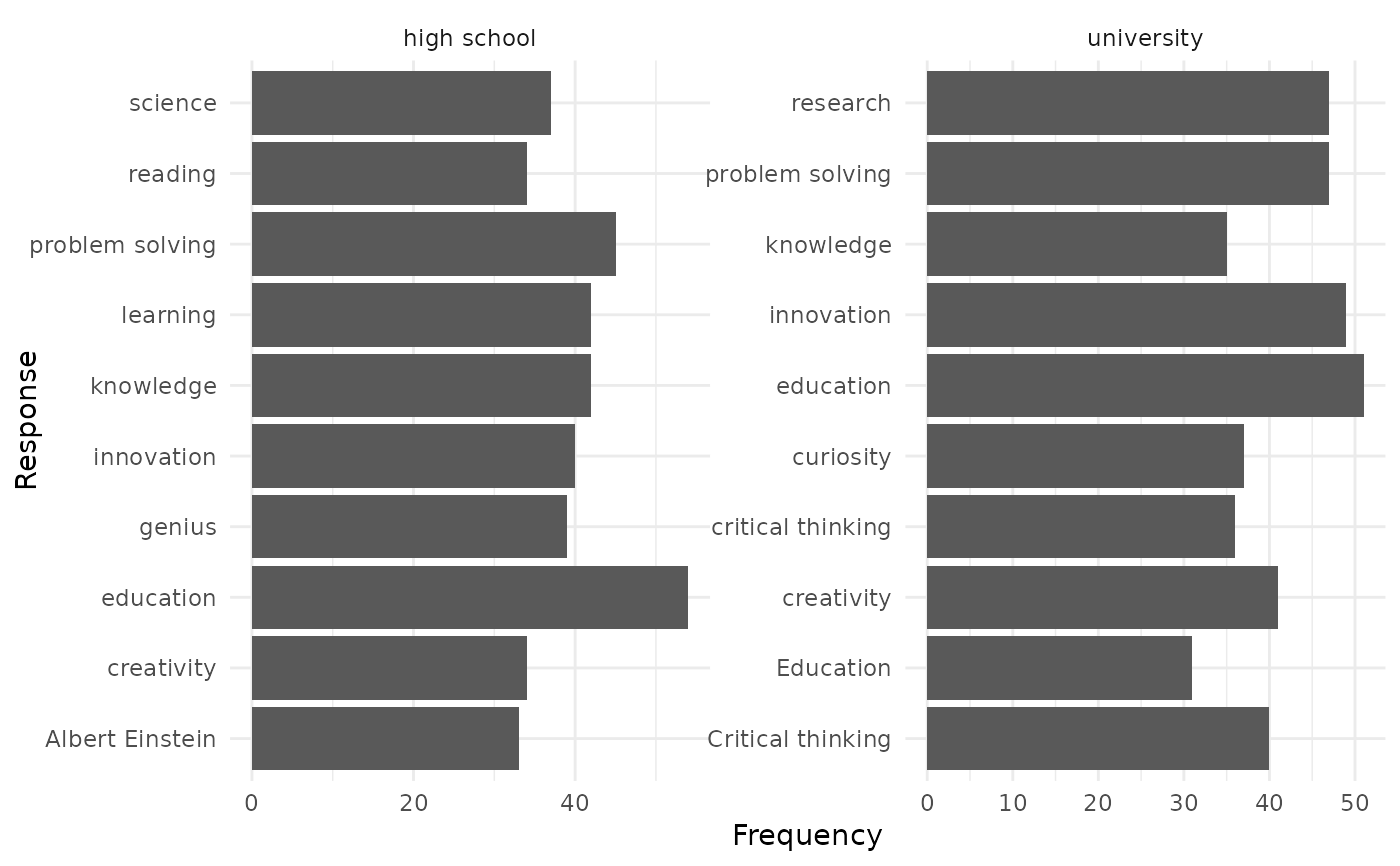 high school
science
reading
problem solving
learning
knowledge
innovation
genius
education
creativity
Albert Einstein
0 20 40
university
research
problem solving
knowledge
innovation
education
curiosity
critical thinking
creativity
Education
Critical thinking
0 10 20 30 40 50
Response
Frequency